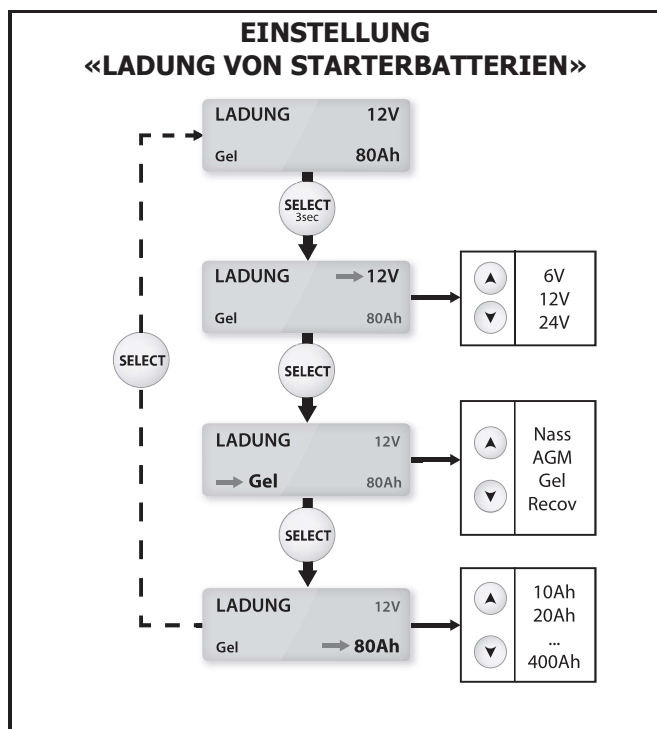 EINSTELLUNG
«LADUNG VON STARTERBATTERIEN»
LADUNG 12V
Gel 80Ah
SELECT
3sec
LADUNG 12V
Gel 80Ah
6V
12V
24V
SELECT
SELECT
LADUNG 12V
Gel 80Ah
Nass
AGM
Gel
Recov
SELECT
LADUNG 12V
Gel 80Ah
10Ah
20Ah
...
400Ah